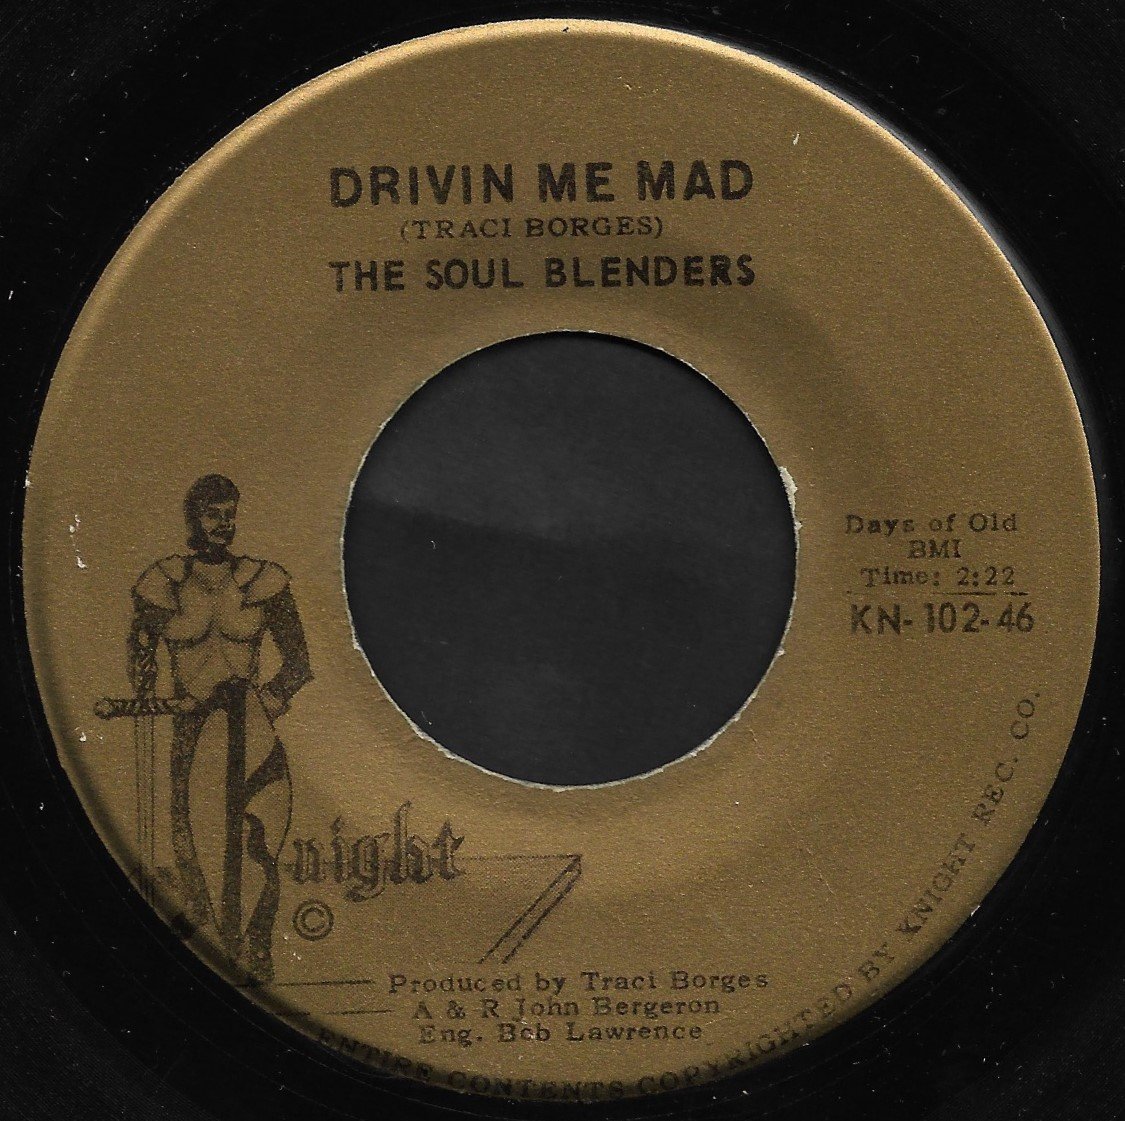 DRIVIN ME MAD
(TRACI BORGES)
THE SOUL BLENDERS
Days of Old
BMI
Time: 2:22
KN-102-46
Knight
©
Produced by Traci Borges
A & R John Bergeron
Eng. Bob Lawrence
ENTIRE CONTENTS COPYRIGHTED BY KNIGHT REC. CO.